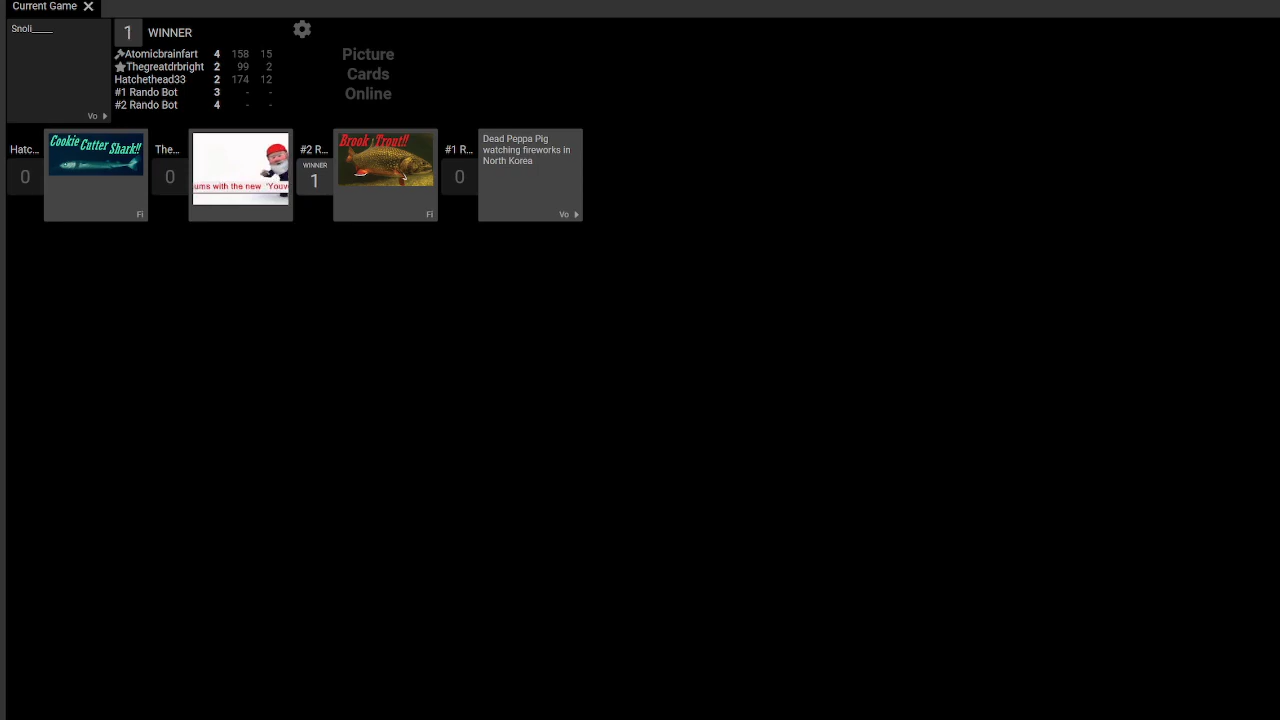 Current Game
Snoli____
Vo
1 WINNER
Atomicbrainfart 4 158 15
Thegreatdrbright 2 99 2
Hatchethead33 2 174 12
#1 Rando Bot 3 - -
#2 Rando Bot 4 - -
Picture
Cards
Online
Hatc...
0
Cookie Cutter Shark!!
Fi
The...
0
ums with the new "Youv
#2 R...
WINNER
1
Brook Trout!!
Fi
#1 R...
0
Dead Peppa Pig
watching fireworks in
North Korea
Vo